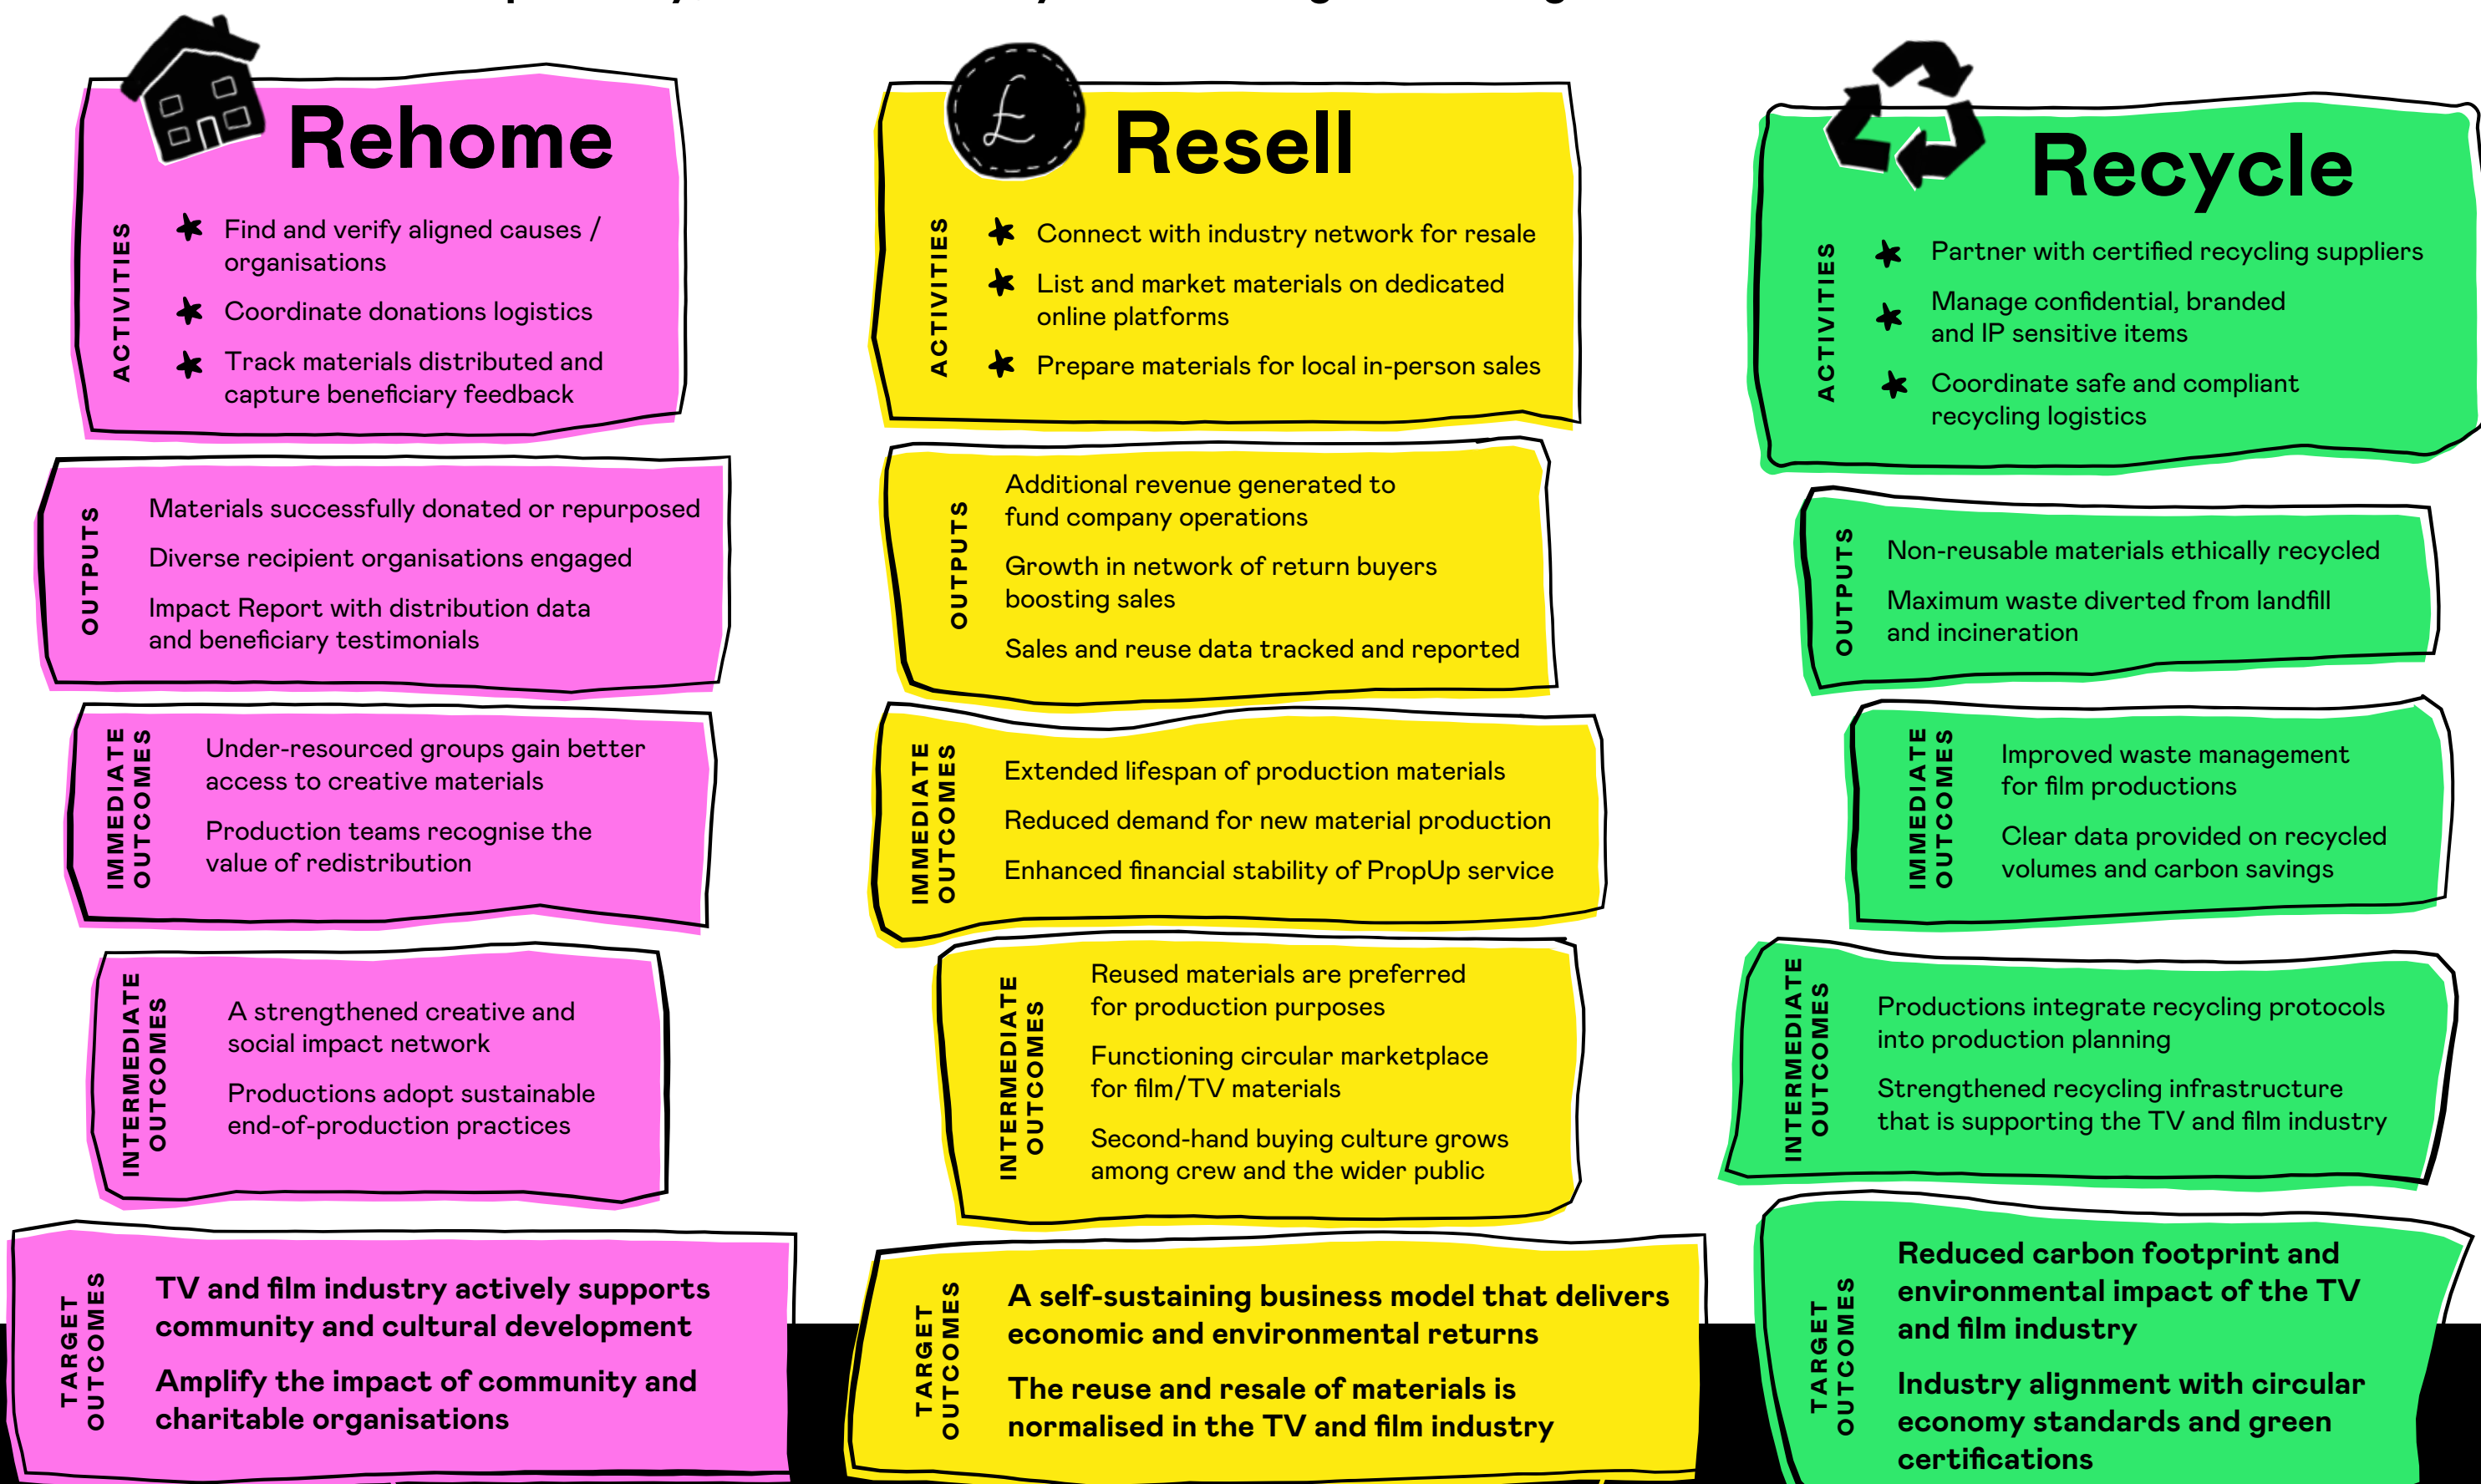 Rehome
ACTIVITIES
Find and verify aligned causes /
organisations
Coordinate donations logistics
Track materials distributed and
capture beneficiary feedback
OUTPUTS
Materials successfully donated or repurposed
Diverse recipient organisations engaged
Impact Report with distribution data
and beneficiary testimonials
IMMEDIATE
OUTCOMES
Under-resourced groups gain better
access to creative materials
Production teams recognise the
value of redistribution
INTERMEDIATE
OUTCOMES
A strengthened creative and
social impact network
Productions adopt sustainable
end-of-production practices
TARGET
OUTCOMES
TV and film industry actively supports
community and cultural development
Amplify the impact of community and
charitable organisations
£
Resell
ACTIVITIES
Connect with industry network for resale
List and market materials on dedicated
online platforms
Prepare materials for local in-person sales
OUTPUTS
Additional revenue generated to
fund company operations
Growth in network of return buyers
boosting sales
Sales and reuse data tracked and reported
IMMEDIATE
OUTCOMES
Extended lifespan of production materials
Reduced demand for new material production
Enhanced financial stability of PropUp service
INTERMEDIATE
OUTCOMES
Reused materials are preferred
for production purposes
Functioning circular marketplace
for film/TV materials
Second-hand buying culture grows
among crew and the wider public
TARGET
OUTCOMES
A self-sustaining business model that delivers
economic and environmental returns
The reuse and resale of materials is
normalised in the TV and film industry
Recycle
ACTIVITIES
Partner with certified recycling suppliers
Manage confidential, branded
and IP sensitive items
Coordinate safe and compliant
recycling logistics
OUTPUTS
Non-reusable materials ethically recycled
Maximum waste diverted from landfill
and incineration
IMMEDIATE
OUTCOMES
Improved waste management
for film productions
Clear data provided on recycled
volumes and carbon savings
INTERMEDIATE
OUTCOMES
Productions integrate recycling protocols
into production planning
Strengthened recycling infrastructure
that is supporting the TV and film industry
TARGET
OUTCOMES
Reduced carbon footprint and
environmental impact of the TV
and film industry
Industry alignment with circular
economy standards and green
certifications